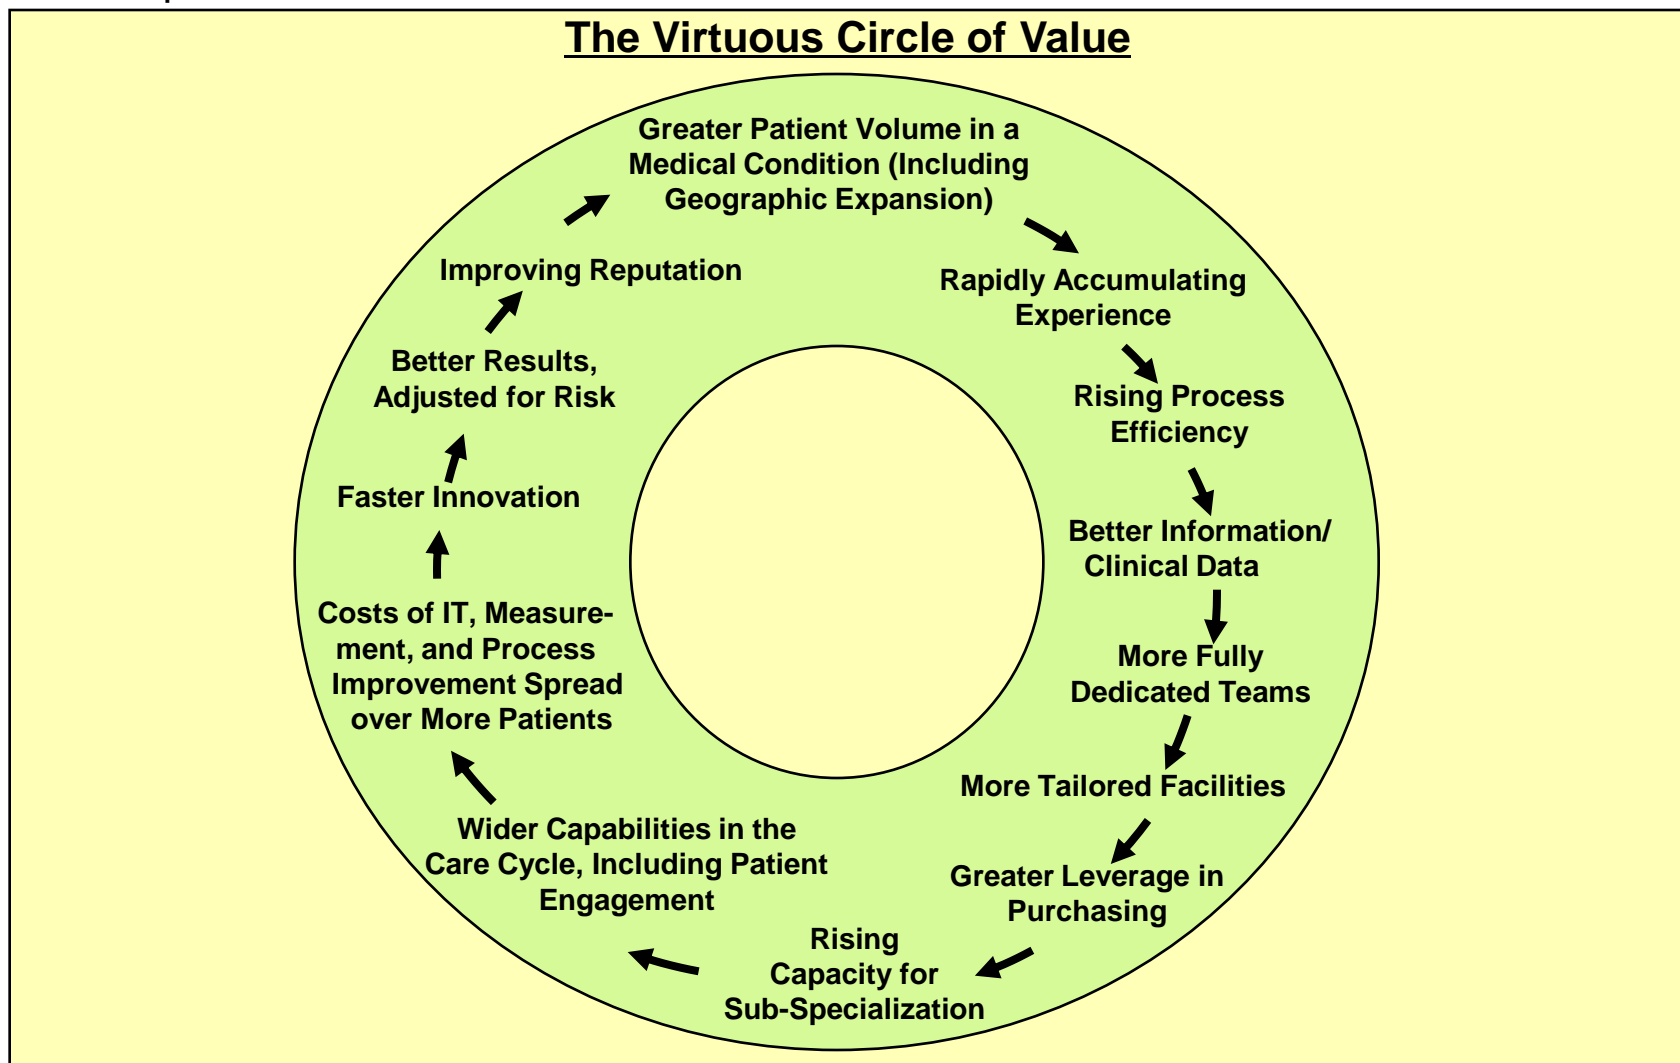 The Virtuous Circle of Value
Greater Patient Volume in a
Medical Condition (Including
Geographic Expansion)
Rapidly Accumulating
Experience
Rising Process
Efficiency
Better Information/
Clinical Data
More Fully
Dedicated Teams
More Tailored Facilities
Greater Leverage in
Purchasing
Rising
Capacity for
Sub-Specialization
Wider Capabilities in the
Care Cycle, Including Patient
Engagement
Costs of IT, Measure-
ment, and Process
Improvement Spread
over More Patients
Faster Innovation
Better Results,
Adjusted for Risk
Improving Reputation